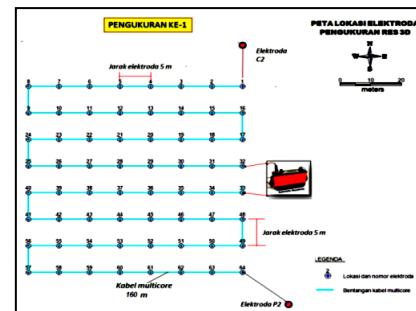 PENGUKURAN KE-1
PETA LOKASI ELEKTRODA
PENGUKURAN RES 3D
N
W E
S
0 10 20
meters
Elektroda
C2
Jarak elektroda 5 m
8 7 6 5 4 3 2 1
9 10 11 12 13 14 15 16
24 23 22 21 20 19 18 17
25 26 27 28 29 30 31 32
40 39 38 37 36 35 34 33
41 42 43 44 45 46 47 48
Jarak elektroda 5 m
56 55 54 53 52 51 50 49
57 58 59 60 61 62 63 64
Kabel multicore
160 m
Elektroda P2
LEGENDA
2
Lokasi dan nomor elektroda
Bentangan kabel multicore